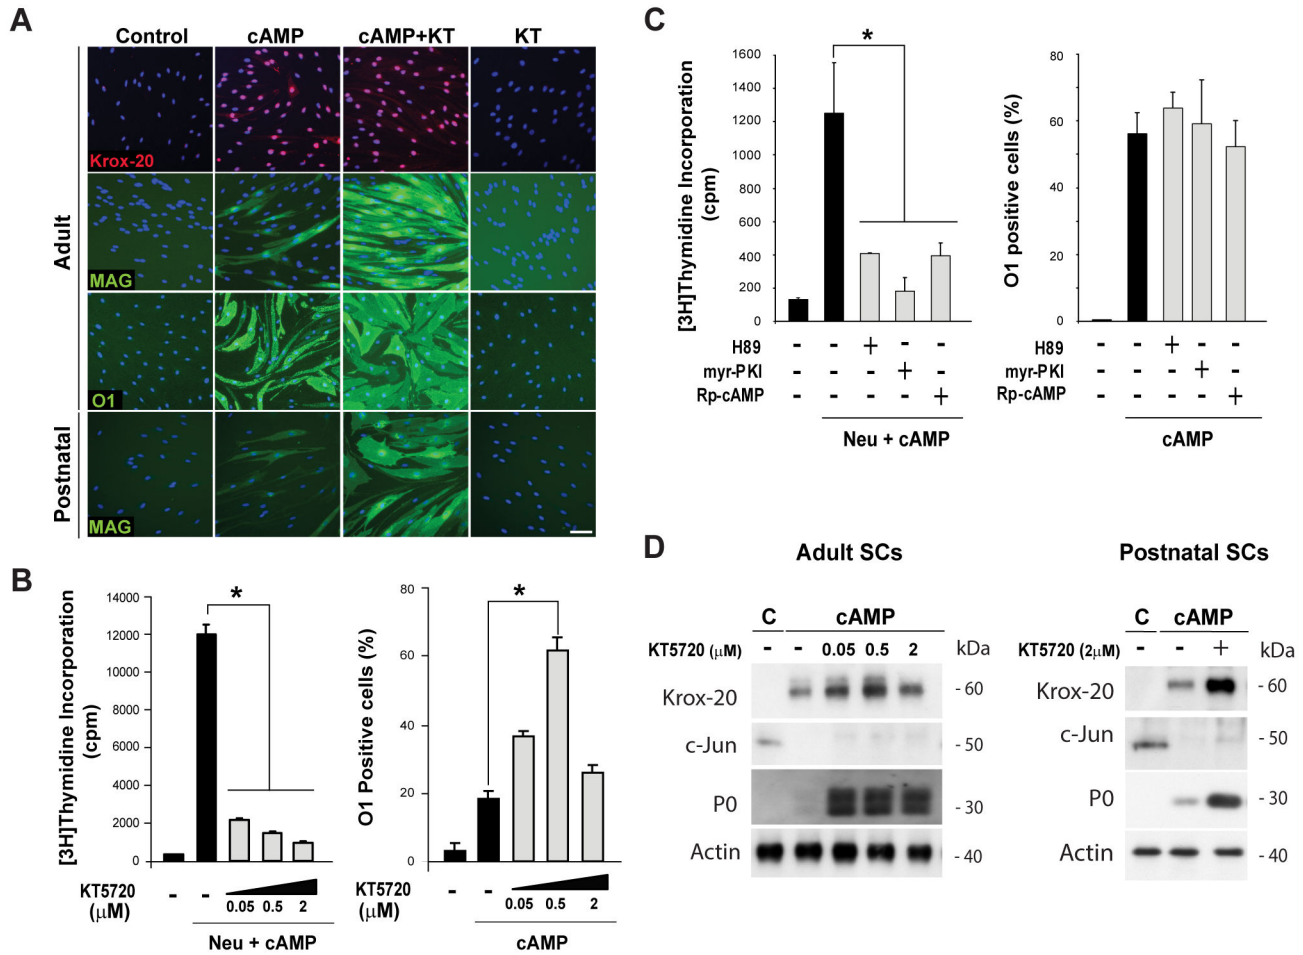 A
Control cAMP cAMP+KT KT
Adult
Krox-20
MAG
O1
Postnatal
MAG
B
[3H]Thymidine Incorporation
(cpm)
14000
12000
10000
8000
6000
4000
2000
0
*
KT5720
(μM)
- - 0.05 0.5 2
Neu + cAMP
O1 Positive cells (%)
80
60
40
20
0
*
KT5720
(μM)
- - 0.05 0.5 2
cAMP
C
[3H]Thymidine Incorporation
(cpm)
1600
1400
1200
1000
800
600
400
200
0
*
H89 - - + - -
myr-PKI - - - + -
Rp-cAMP - - - - +
Neu + cAMP
O1 positive cells (%)
80
60
40
20
0
H89 - - + - -
myr-PKI - - - + -
Rp-cAMP - - - - +
cAMP
D
Adult SCs
C cAMP
KT5720 (μM) - - 0.05 0.5 2 kDa
Krox-20 - 60
c-Jun - 50
P0 - 30
Actin - 40
Postnatal SCs
C cAMP
KT5720 (2μM) - - + kDa
Krox-20 - 60
c-Jun - 50
P0 - 30
Actin - 40